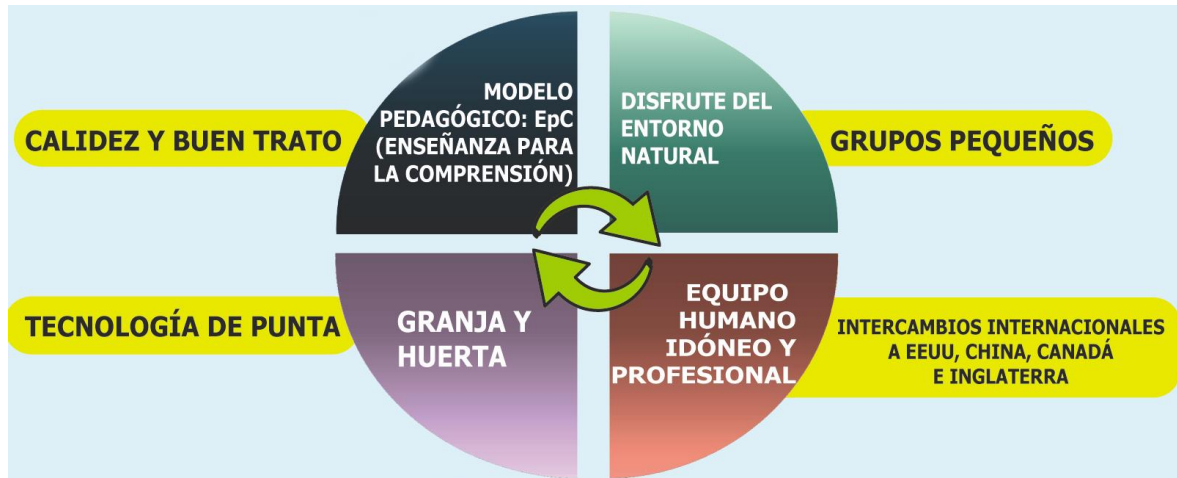 CALIDEZ Y BUEN TRATO
MODELO
PEDAGÓGICO: EpC
(ENSEÑANZA PARA
LA COMPRENSIÓN)
DISFRUTE DEL
ENTORNO
NATURAL
GRUPOS PEQUEÑOS
TECNOLOGÍA DE PUNTA
GRANJA Y
HUERTA
EQUIPO
HUMANO
IDÓNEO Y
PROFESIONAL
INTERCAMBIOS INTERNACIONALES
A EEUU, CHINA, CANADÁ
E INGLATERRA